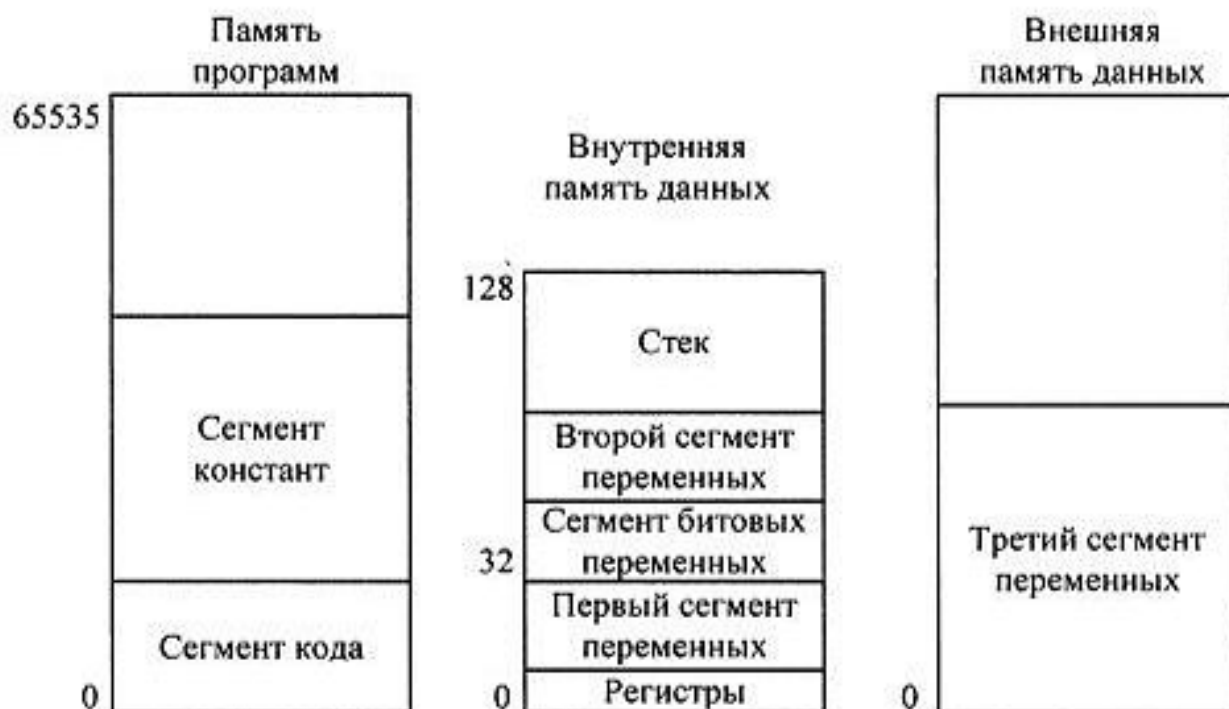 Память
программ
65535
Сегмент
констант
Сегмент кода
0
Внутренняя
память данных
128
Стек
Второй сегмент
переменных
Сегмент битовых
переменных
32
Первый сегмент
переменных
0
Регистры
Внешняя
память данных
Третий сегмент
переменных
0